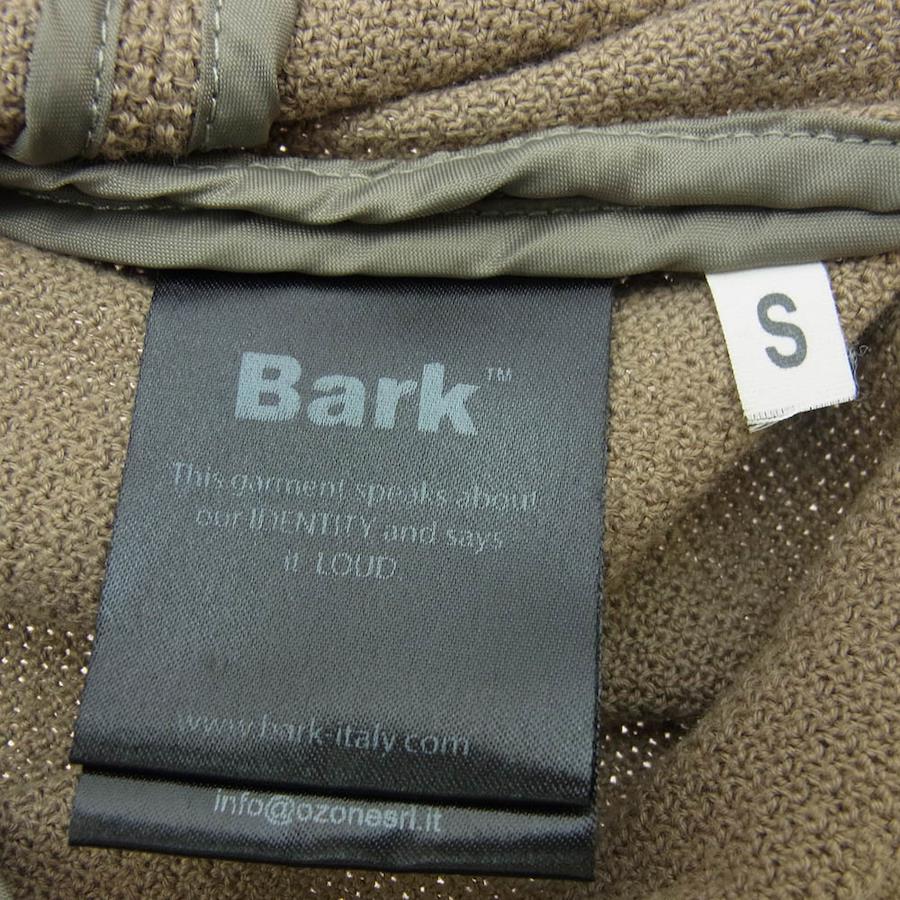 Bark™
This garment speaks about
our IDENTITY and says
it LOUD.
www.bark-italy.com
info@ozonesrl.it
S